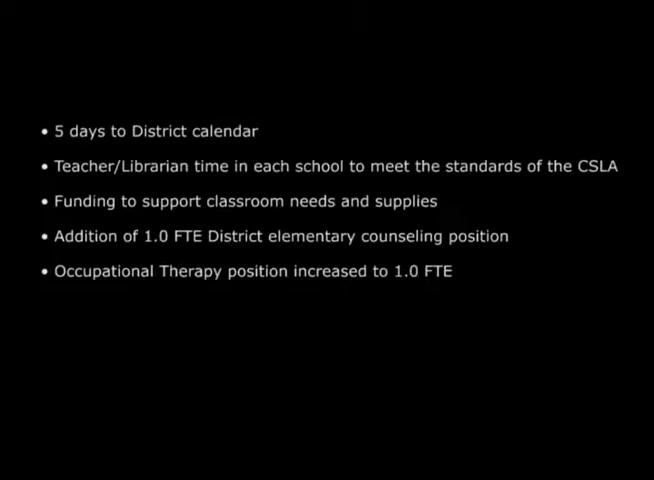 • 5 days to District calendar
• Teacher/Librarian time in each school to meet the standards of the CSLA
• Funding to support classroom needs and supplies
• Addition of 1.0 FTE District elementary counseling position
• Occupational Therapy position increased to 1.0 FTE